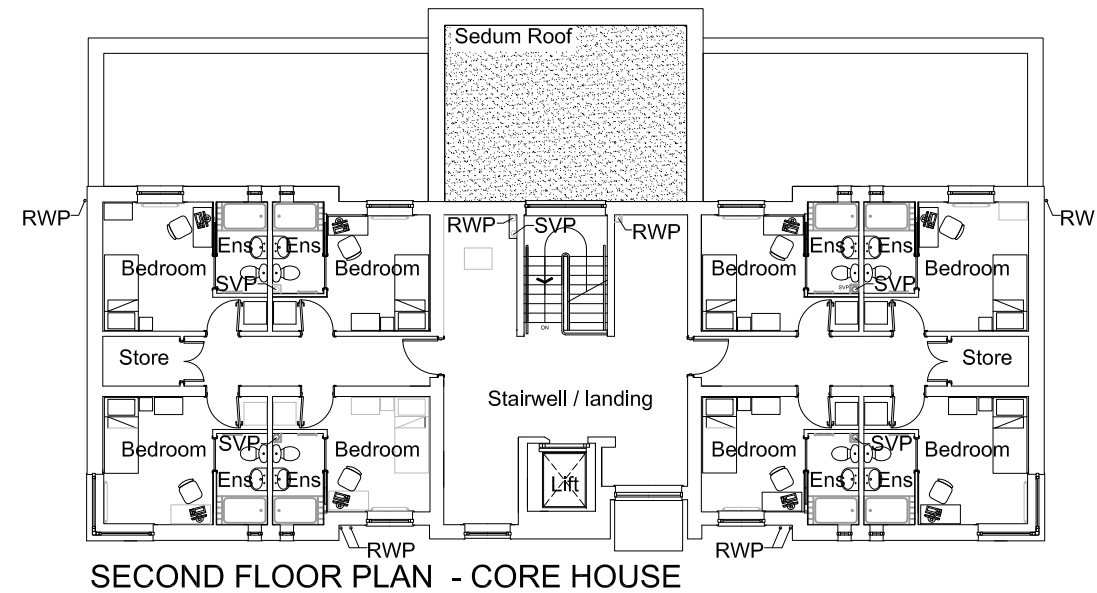 Sedum Roof
RWP
RWP
SVP
RWP
RW
Ens
Ens
Ens
Ens
Bedroom
Bedroom
Bedroom
Bedroom
SVP
SVP
SVP
DN
Store
Store
Stairwell / landing
Bedroom
SVP
Bedroom
Bedroom
SVP
Bedroom
Ens
Ens
Lift
Ens
Ens
RWP
RWP
SECOND FLOOR PLAN - CORE HOUSE